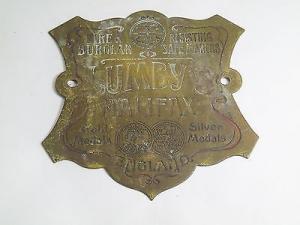 FIRE & RESISTING
BURGLAR SAFE MAKERS
LUMBY
HALIFAX
Gold Silver
Medals Medals
ENGLAND.